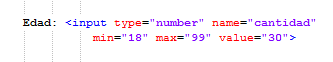 Edad: <input type="number" name="cantidad"
min="18" max="99" value="30">